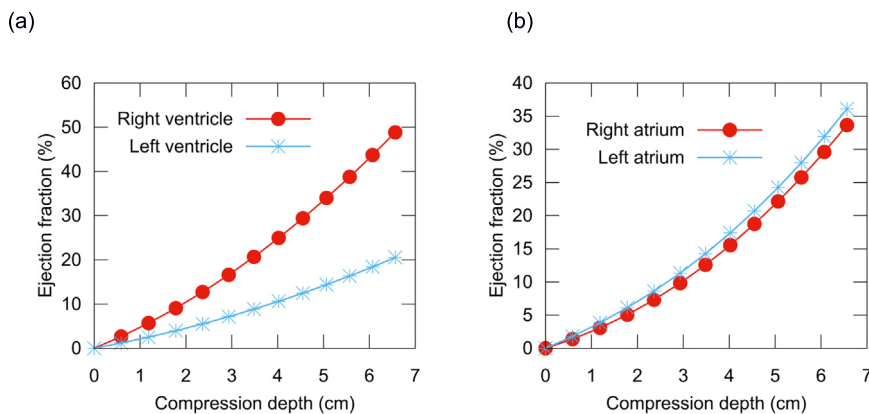 (a)
(b)
60
50
40
30
20
10
0
Ejection fraction (%)
Right ventricle
Left ventricle
0 1 2 3 4 5 6 7
Compression depth (cm)
40
35
30
25
20
15
10
5
0
Ejection fraction (%)
Right atrium
Left atrium
0 1 2 3 4 5 6 7
Compression depth (cm)